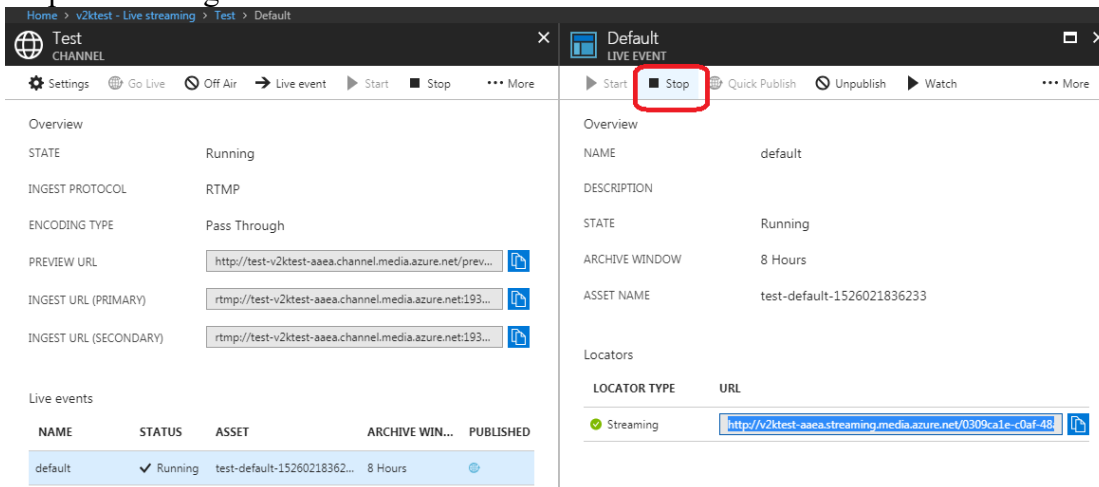 Home > v2ktest - Live streaming > Test > Default
Test
CHANNEL
Settings Go Live Off Air Live event Start Stop ... More
Overview
STATE Running
INGEST PROTOCOL RTMP
ENCODING TYPE Pass Through
PREVIEW URL http://test-v2ktest-aaea.channel.media.azure.net/prev...
INGEST URL (PRIMARY) rtmp://test-v2ktest-aaea.channel.media.azure.net:193...
INGEST URL (SECONDARY) rtmp://test-v2ktest-aaea.channel.media.azure.net:193...
Live events
NAME STATUS ASSET ARCHIVE WIN... PUBLISHED
default Running test-default-15260218362... 8 Hours
Default
LIVE EVENT
Start Stop Quick Publish Unpublish Watch ... More
Overview
NAME default
DESCRIPTION
STATE Running
ARCHIVE WINDOW 8 Hours
ASSET NAME test-default-1526021836233
Locators
LOCATOR TYPE URL
Streaming http://v2ktest-aaea.streaming.media.azure.net/0309ca1e-c0af-48